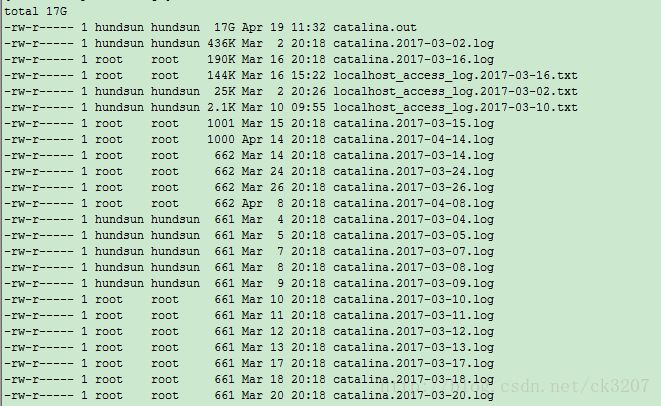 total 17G
-rw-r----- 1 hundsun hundsun  17G Apr 19 11:32 catalina.out
-rw-r----- 1 hundsun hundsun 436K Mar  2 20:18 catalina.2017-03-02.log
-rw-r----- 1 root    root    190K Mar 16 20:18 catalina.2017-03-16.log
-rw-r----- 1 root    root    144K Mar 16 15:22 localhost_access_log.2017-03-16.txt
-rw-r----- 1 hundsun hundsun  25K Mar  2 20:26 localhost_access_log.2017-03-02.txt
-rw-r----- 1 hundsun hundsun 2.1K Mar 10 09:55 localhost_access_log.2017-03-10.txt
-rw-r----- 1 root    root    1001 Mar 15 20:18 catalina.2017-03-15.log
-rw-r----- 1 root    root    1000 Apr 14 20:18 catalina.2017-04-14.log
-rw-r----- 1 root    root     662 Mar 14 20:18 catalina.2017-03-14.log
-rw-r----- 1 root    root     662 Mar 24 20:18 catalina.2017-03-24.log
-rw-r----- 1 root    root     662 Mar 26 20:18 catalina.2017-03-26.log
-rw-r----- 1 root    root     662 Apr  8 20:18 catalina.2017-04-08.log
-rw-r----- 1 hundsun hundsun  661 Mar  4 20:18 catalina.2017-03-04.log
-rw-r----- 1 hundsun hundsun  661 Mar  5 20:18 catalina.2017-03-05.log
-rw-r----- 1 hundsun hundsun  661 Mar  7 20:18 catalina.2017-03-07.log
-rw-r----- 1 hundsun hundsun  661 Mar  8 20:18 catalina.2017-03-08.log
-rw-r----- 1 hundsun hundsun  661 Mar  9 20:18 catalina.2017-03-09.log
-rw-r----- 1 root    root     661 Mar 10 20:18 catalina.2017-03-10.log
-rw-r----- 1 root    root     661 Mar 11 20:18 catalina.2017-03-11.log
-rw-r----- 1 root    root     661 Mar 12 20:18 catalina.2017-03-12.log
-rw-r----- 1 root    root     661 Mar 13 20:18 catalina.2017-03-13.log
-rw-r----- 1 root    root     661 Mar 17 20:18 catalina.2017-03-17.log
-rw-r----- 1 root    root     661 Mar 18 20:18 catalina.2017-03-18.log
-rw-r----- 1 root    root     661 Mar 20 20:18 catalina.2017-03-20.log
http://blog.csdn.net/ck3207